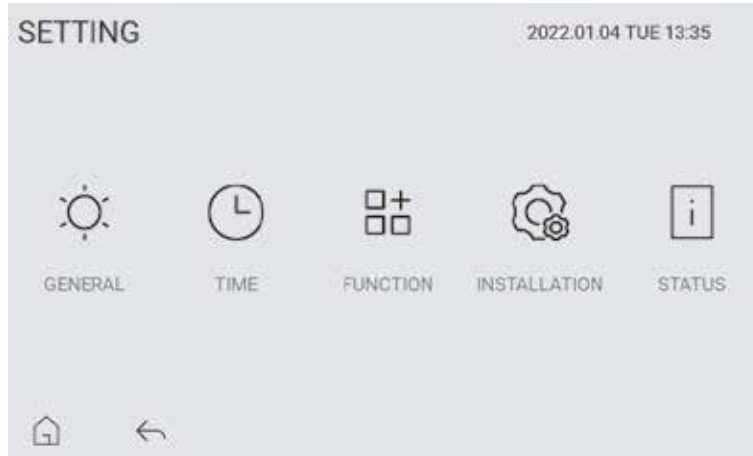 SETTING
2022.01.04 TUE 13:35
GENERAL
TIME
FUNCTION
INSTALLATION
STATUS